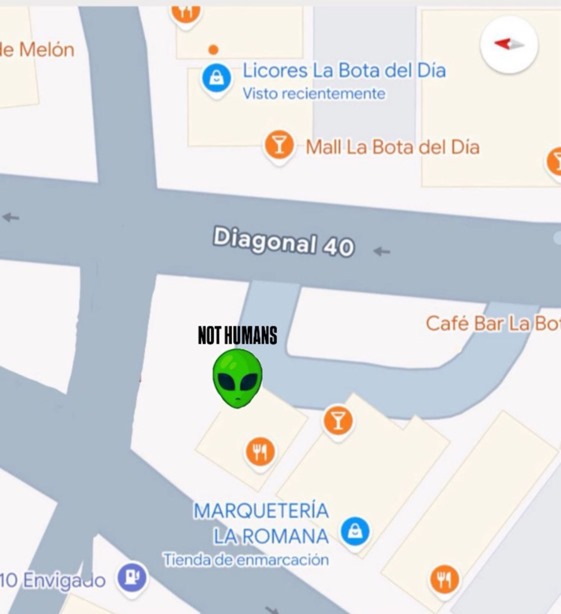 de Melón
Licores La Bota del Día
Visto recientemente
Mall La Bota del Día
Diagonal 40
NOT HUMANS
Café Bar La Bot
MARQUETERÍA
LA ROMANA
Tienda de enmarcación
10 Envigado